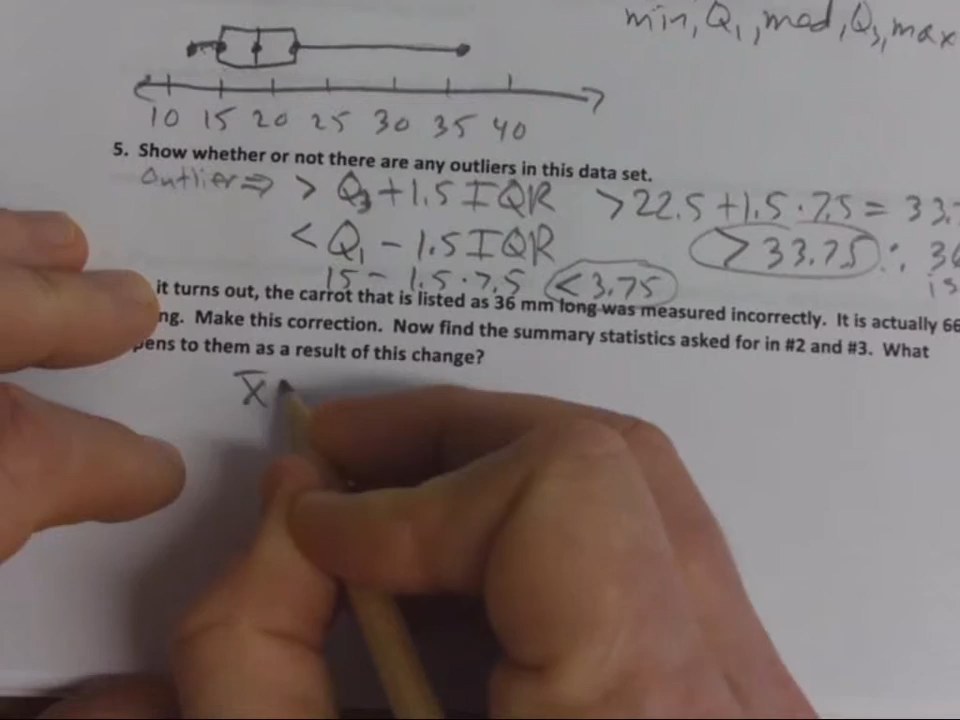 min, Q₁, med, Q₃, max
10 15 20 25 30 35 40
5. Show whether or not there are any outliers in this data set.
Outlier ⇒ > Q₃ + 1.5 IQR > 22.5 + 1.5 · 7.5 = 33.7
< Q₁ - 1.5 IQR > 33.75 ∴ 36
15 - 1.5 · 7.5 < 3.75 is
it turns out, the carrot that is listed as 36 mm long was measured incorrectly. It is actually 66
ng. Make this correction. Now find the summary statistics asked for in #2 and #3. What
pens to them as a result of this change?
x̄